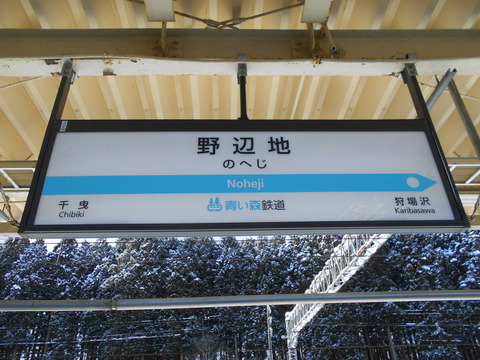 野辺地
のへじ
Noheji
青い森鉄道
千曳
Chibiki
狩場沢
Karibasawa